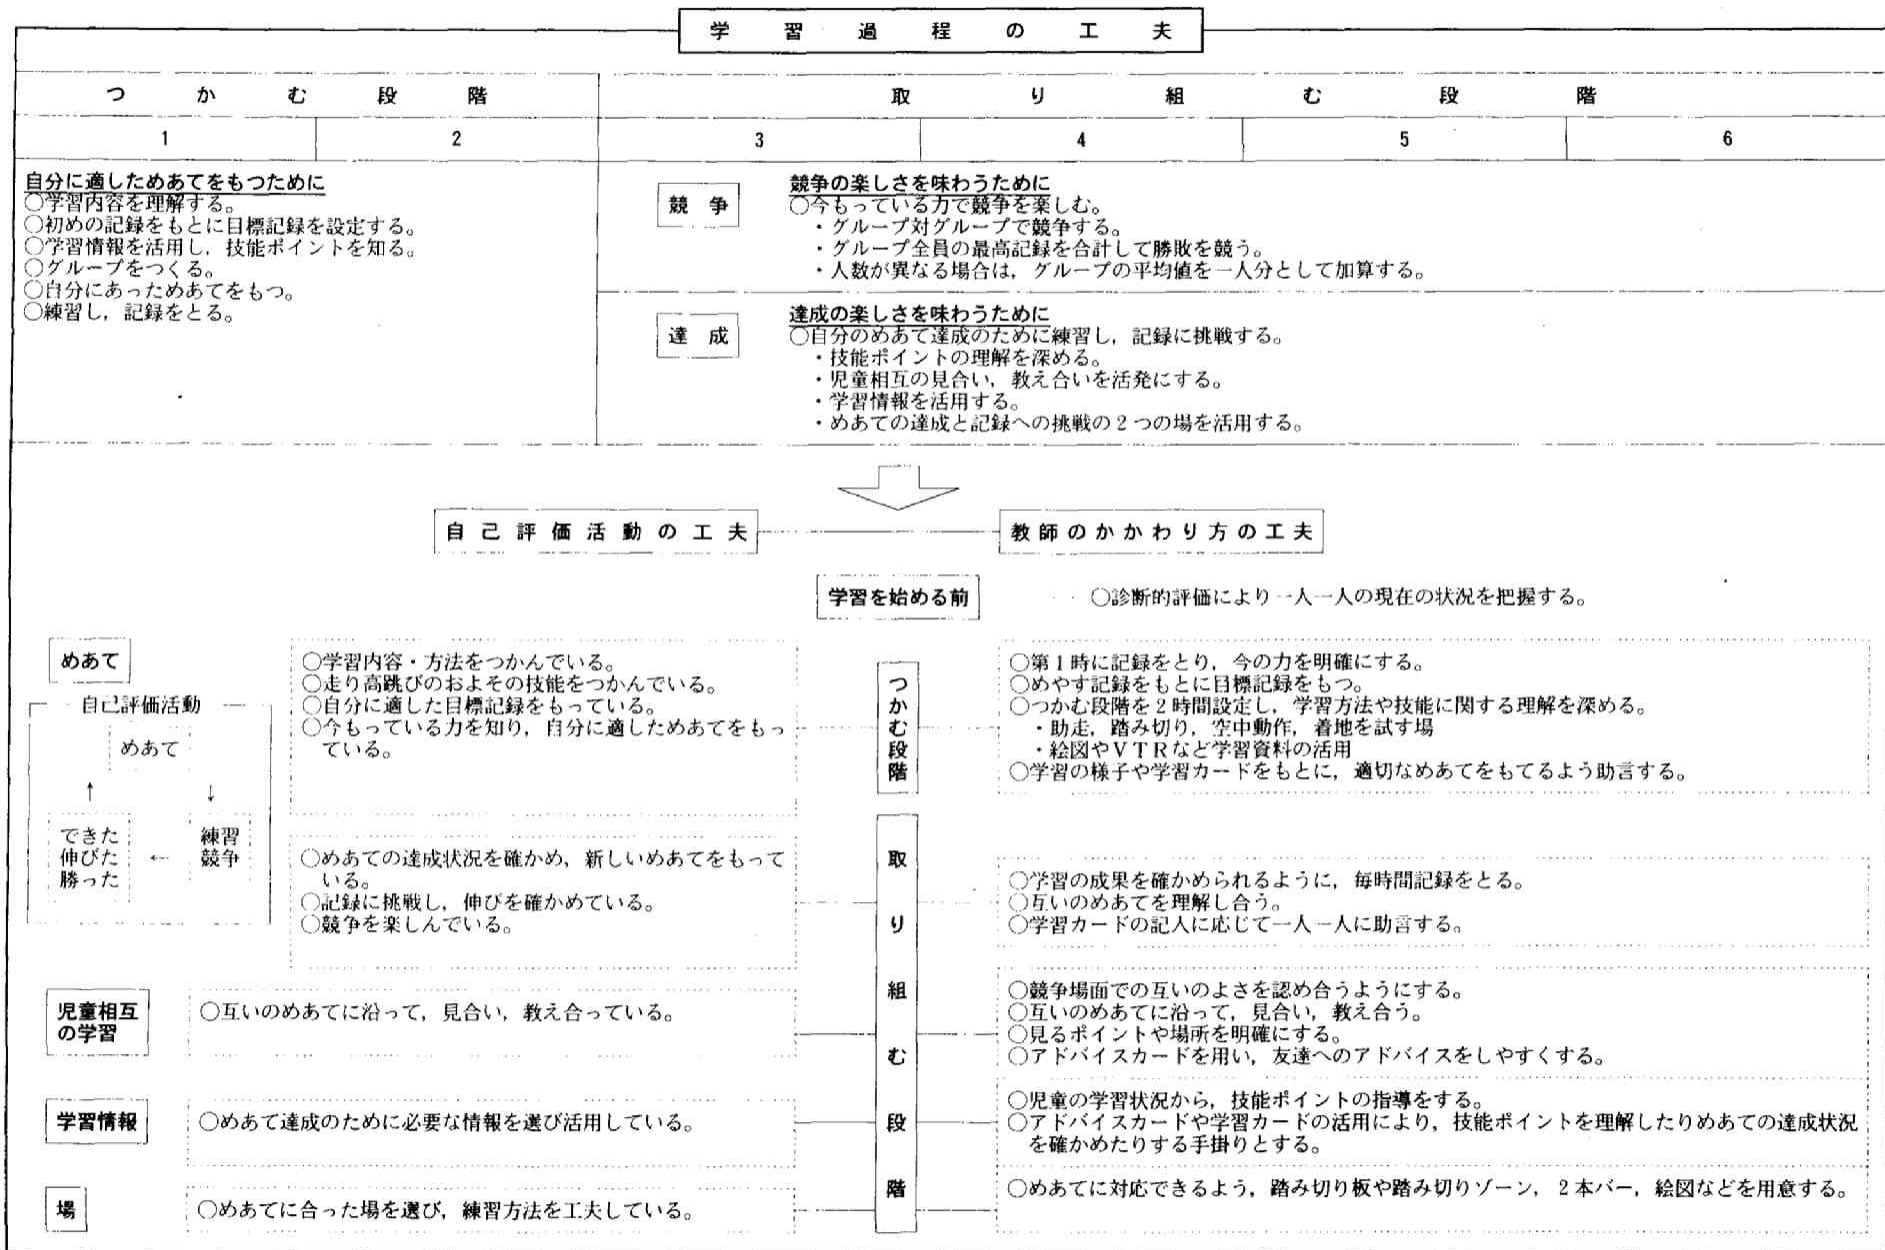 学習過程の工夫
つかむ段階
取り組む段階
1
2
3
4
5
6
自分に適しためあてをもつために
○学習内容を理解する。
○初めの記録をもとに目標記録を設定する。
○学習情報を活用し，技能ポイントを知る。
○グループをつくる。
○自分にあっためあてをもつ。
○練習し，記録をとる。
競争
競争の楽しさを味わうために
○今もっている力で競争を楽しむ。
・グループ対グループで競争する。
・グループ全員の最高記録を合計して勝敗を競う。
・人数が異なる場合は，グループの平均値を一人分として加算する。
達成
達成の楽しさを味わうために
○自分のめあて達成のために練習し，記録に挑戦する。
・技能ポイントの理解を深める。
・児童相互の見合い，教え合いを活発にする。
・学習情報を活用する。
・めあての達成と記録への挑戦の２つの場を活用する。
自己評価活動の工夫
教師のかかわり方の工夫
学習を始める前
○診断的評価により一人一人の現在の状況を把握する。
めあて
自己評価活動
めあて
↑
↓
できた
伸びた
勝った
←
練習
競争
○学習内容・方法をつかんでいる。
○走り高跳びのおよその技能をつかんでいる。
○自分に適した目標記録をもっている。
○今もっている力を知り，自分に適しためあてをもっ
ている。
つかむ段階
○第１時に記録をとり，今の力を明確にする。
○めやす記録をもとに目標記録をもつ。
○つかむ段階を２時間設定し，学習方法や技能に関する理解を深める。
・助走，踏み切り，空中動作，着地を試す場
・絵図やＶＴＲなど学習資料の活用
○学習の様子や学習カードをもとに，適切なめあてをもてるよう助言する。
○めあての達成状況を確かめ，新しいめあてをもって
いる。
○記録に挑戦し，伸びを確かめている。
○競争を楽しんでいる。
取り組む段階
○学習の成果を確かめられるように，毎時間記録をとる。
○互いのめあてを理解し合う。
○学習カードの記入に応じて一人一人に助言する。
児童相互
の学習
○互いのめあてに沿って，見合い，教え合っている。
○競争場面での互いのよさを認め合うようにする。
○互いのめあてに沿って，見合い，教え合う。
○見るポイントや場所を明確にする。
○アドバイスカードを用い，友達へのアドバイスをしやすくする。
学習情報
○めあて達成のために必要な情報を選び活用している。
○児童の学習状況から，技能ポイントの指導をする。
○アドバイスカードや学習カードの活用により，技能ポイントを理解したりめあての達成状況
を確かめたりする手掛りとする。
場
○めあてに合った場を選び，練習方法を工夫している。
○めあてに対応できるよう，踏み切り板や踏み切りゾーン，２本バー，絵図などを用意する。